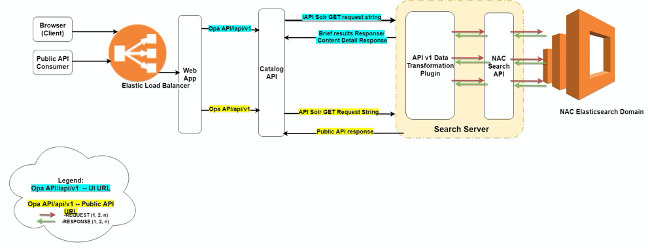 Browser
(Client)
Public API
Consumer
Elastic Load Balancer
Web
App
Opa API/api/v1
Opa API/api/v1
Catalog
API
IAPI Solr GET request string
Brief results Response/
Content Detail Response
API Solr GET Request String
Public API response
API v1 Data
Transformation
Plugin
NAC
Search
API
Search Server
NAC Elasticsearch Domain
Legend:
Opa API/iapi/v1 -- UI URL
Opa API/api/v1 -- Public API
URL
-REQUEST (1, 2, n)
-RESPONSE (1, 2, n)